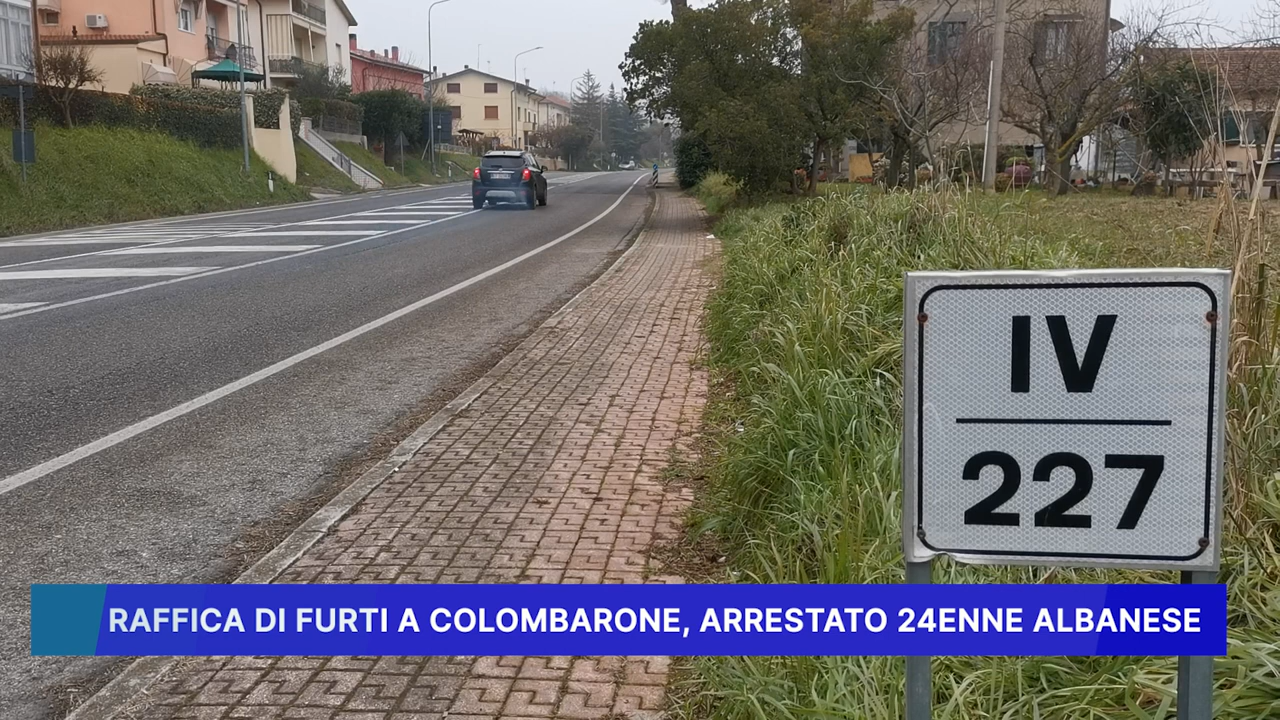 IV
227
RAFFICA DI FURTI A COLOMBARONE, ARRESTATO 24ENNE ALBANESE